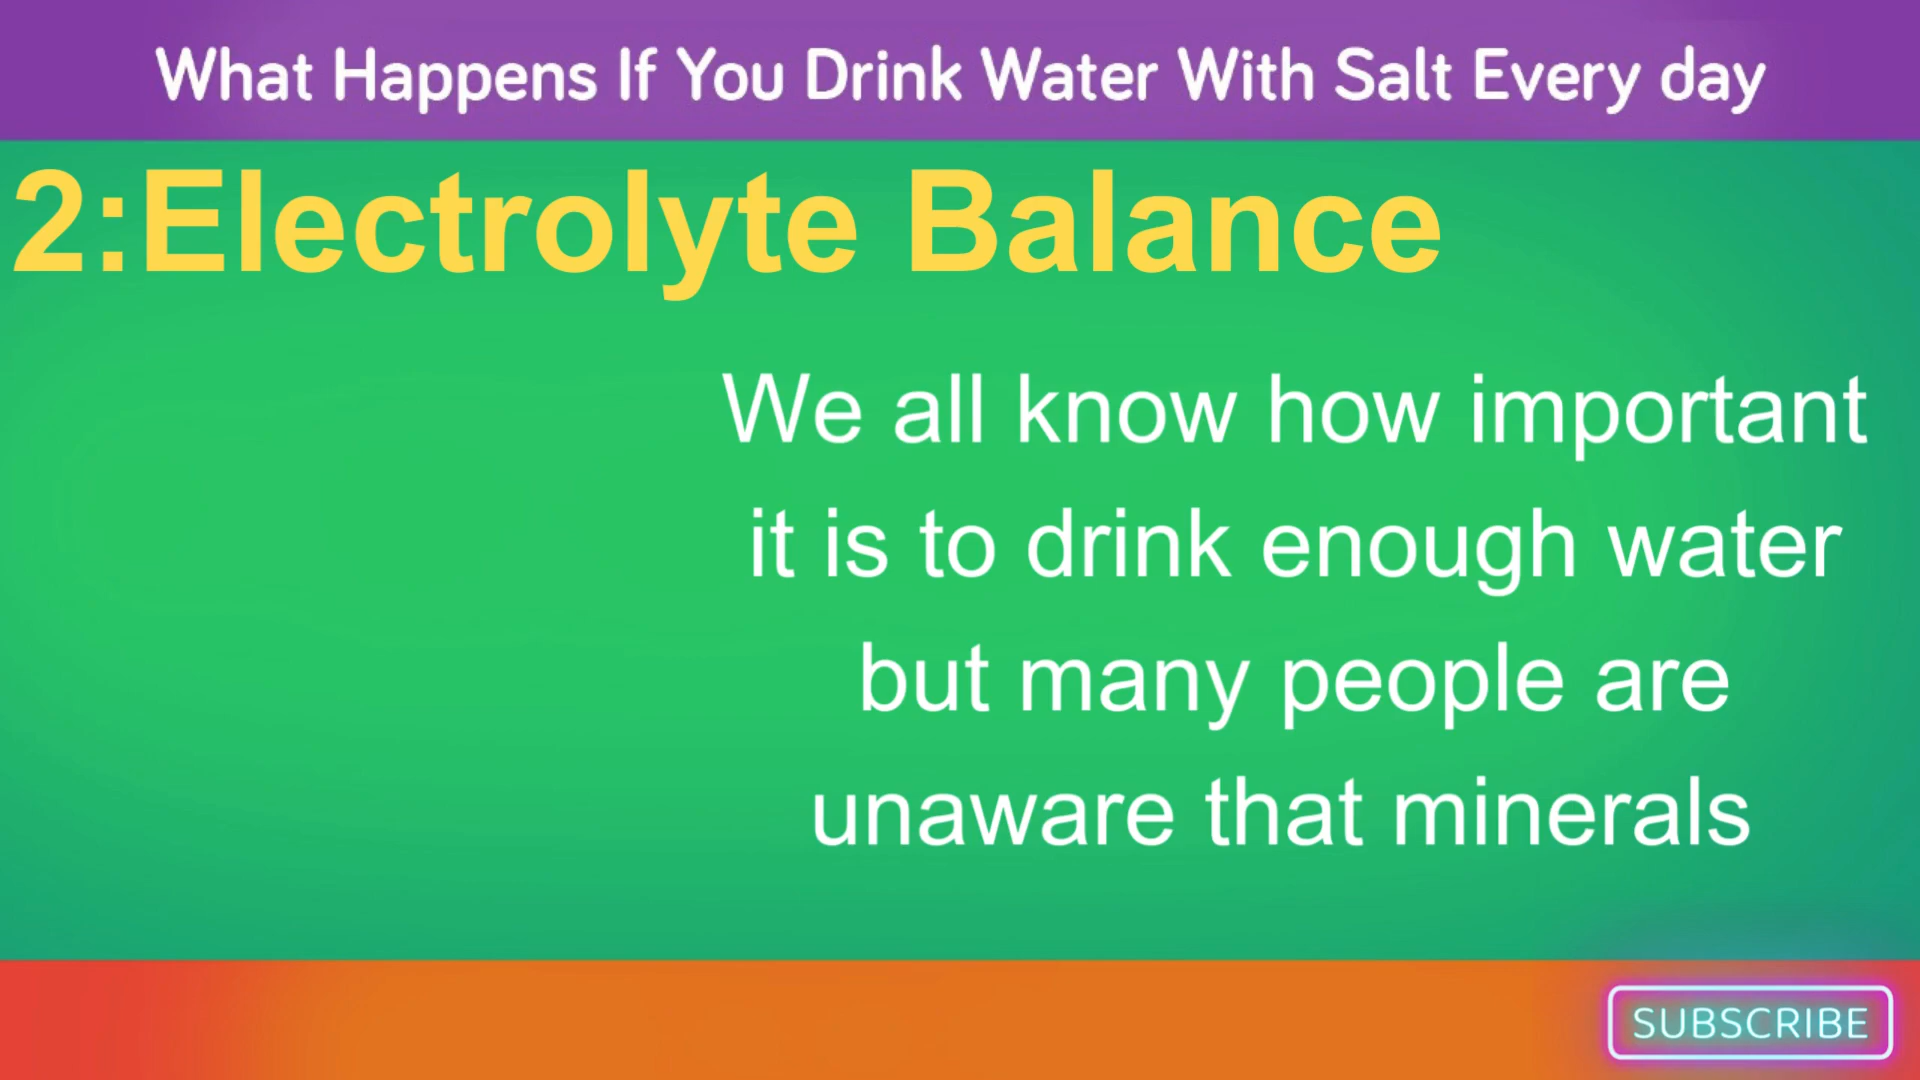 What Happens If You Drink Water With Salt Every day
2:Electrolyte Balance
We all know how important
it is to drink enough water
but many people are
unaware that minerals
SUBSCRIBE